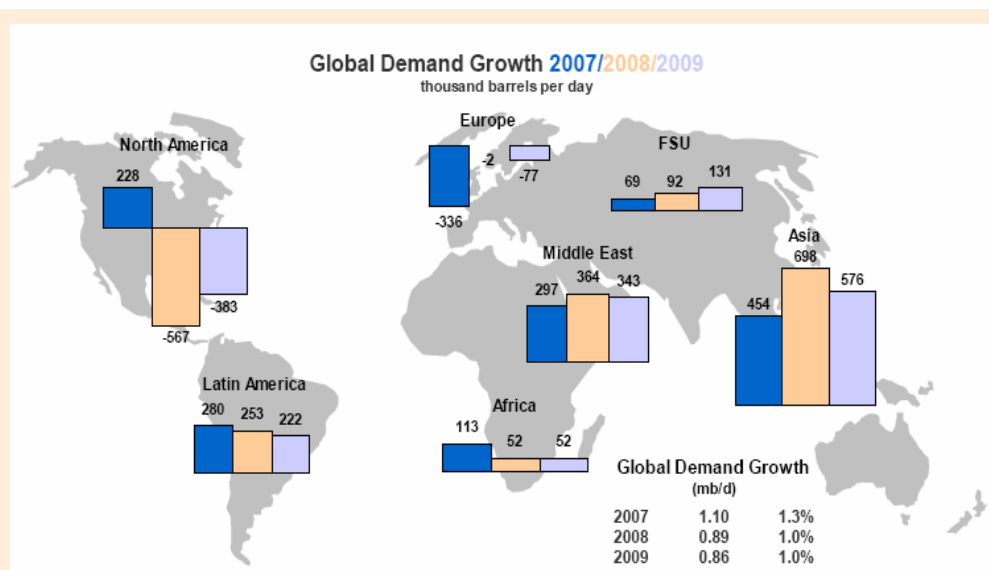 Global Demand Growth 2007/2008/2009
thousand barrels per day
Europe
-336
-2
-77
North America
228
-567
-383
FSU
69 92 131
Asia
454 698 576
Middle East
297 364 343
Latin America
280 253 222
Africa
113 52 52
Global Demand Growth
(mb/d)
2007 1.10 1.3%
2008 0.89 1.0%
2009 0.86 1.0%